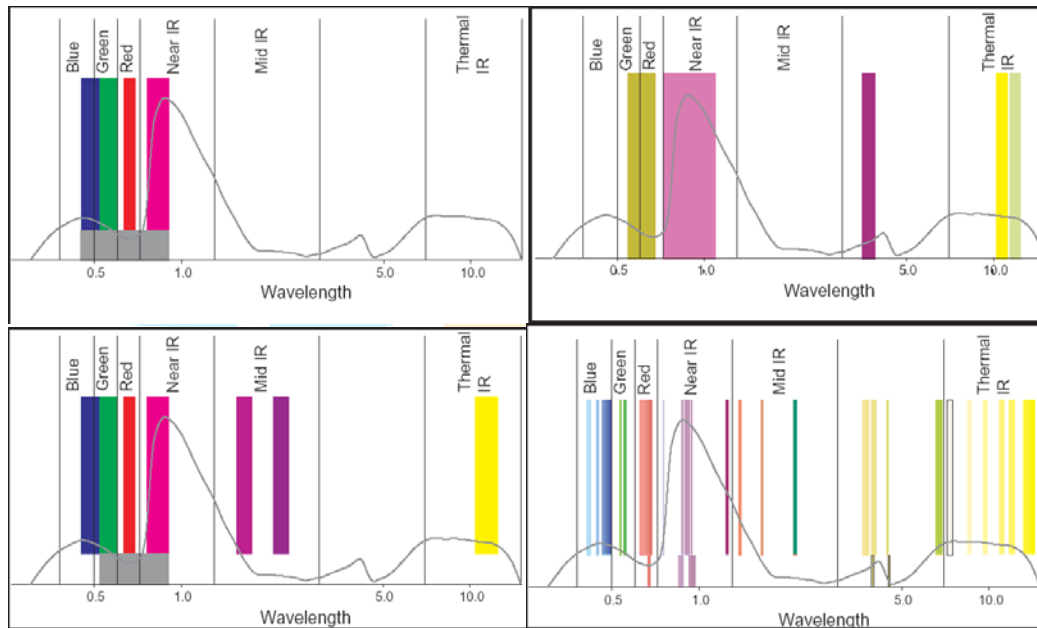 Blue
Green
Red
Near IR
Mid IR
Thermal
IR
0.5
1.0
5.0
10.0
Wavelength
Blue
Green
Red
Near IR
Mid IR
Thermal
IR
0.5
1.0
5.0
10.0
Wavelength
Blue
Green
Red
Near IR
Mid IR
Thermal
IR
0.5
1.0
5.0
10.0
Wavelength
Blue
Green
Red
Near IR
Mid IR
Thermal
IR
0.5
1.0
5.0
10.0
Wavelength